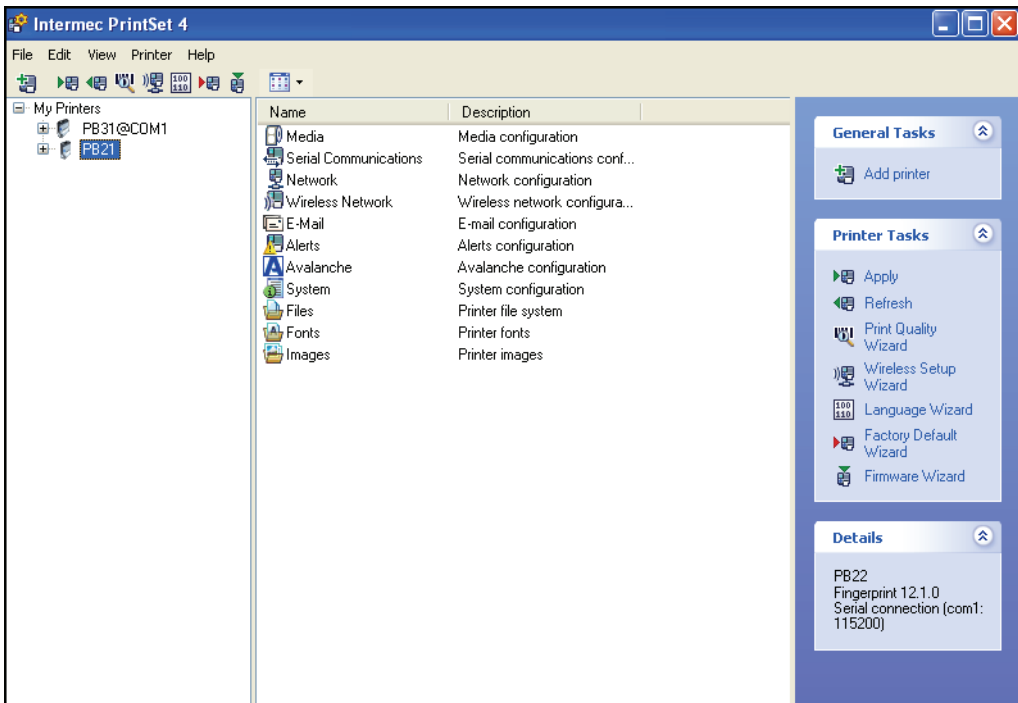 Intermec PrintSet 4
File Edit View Printer Help
My Printers
PB31@COM1
PB21
Name Description
Media Media configuration
Serial Communications Serial communications conf...
Network Network configuration
Wireless Network Wireless network configura...
E-Mail E-mail configuration
Alerts Alerts configuration
Avalanche Avalanche configuration
System System configuration
Files Printer file system
Fonts Printer fonts
Images Printer images
General Tasks
Add printer
Printer Tasks
Apply
Refresh
Print Quality
Wizard
Wireless Setup
Wizard
100
110
Language Wizard
Factory Default
Wizard
Firmware Wizard
Details
PB22
Fingerprint 12.1.0
Serial connection (com1:
115200)